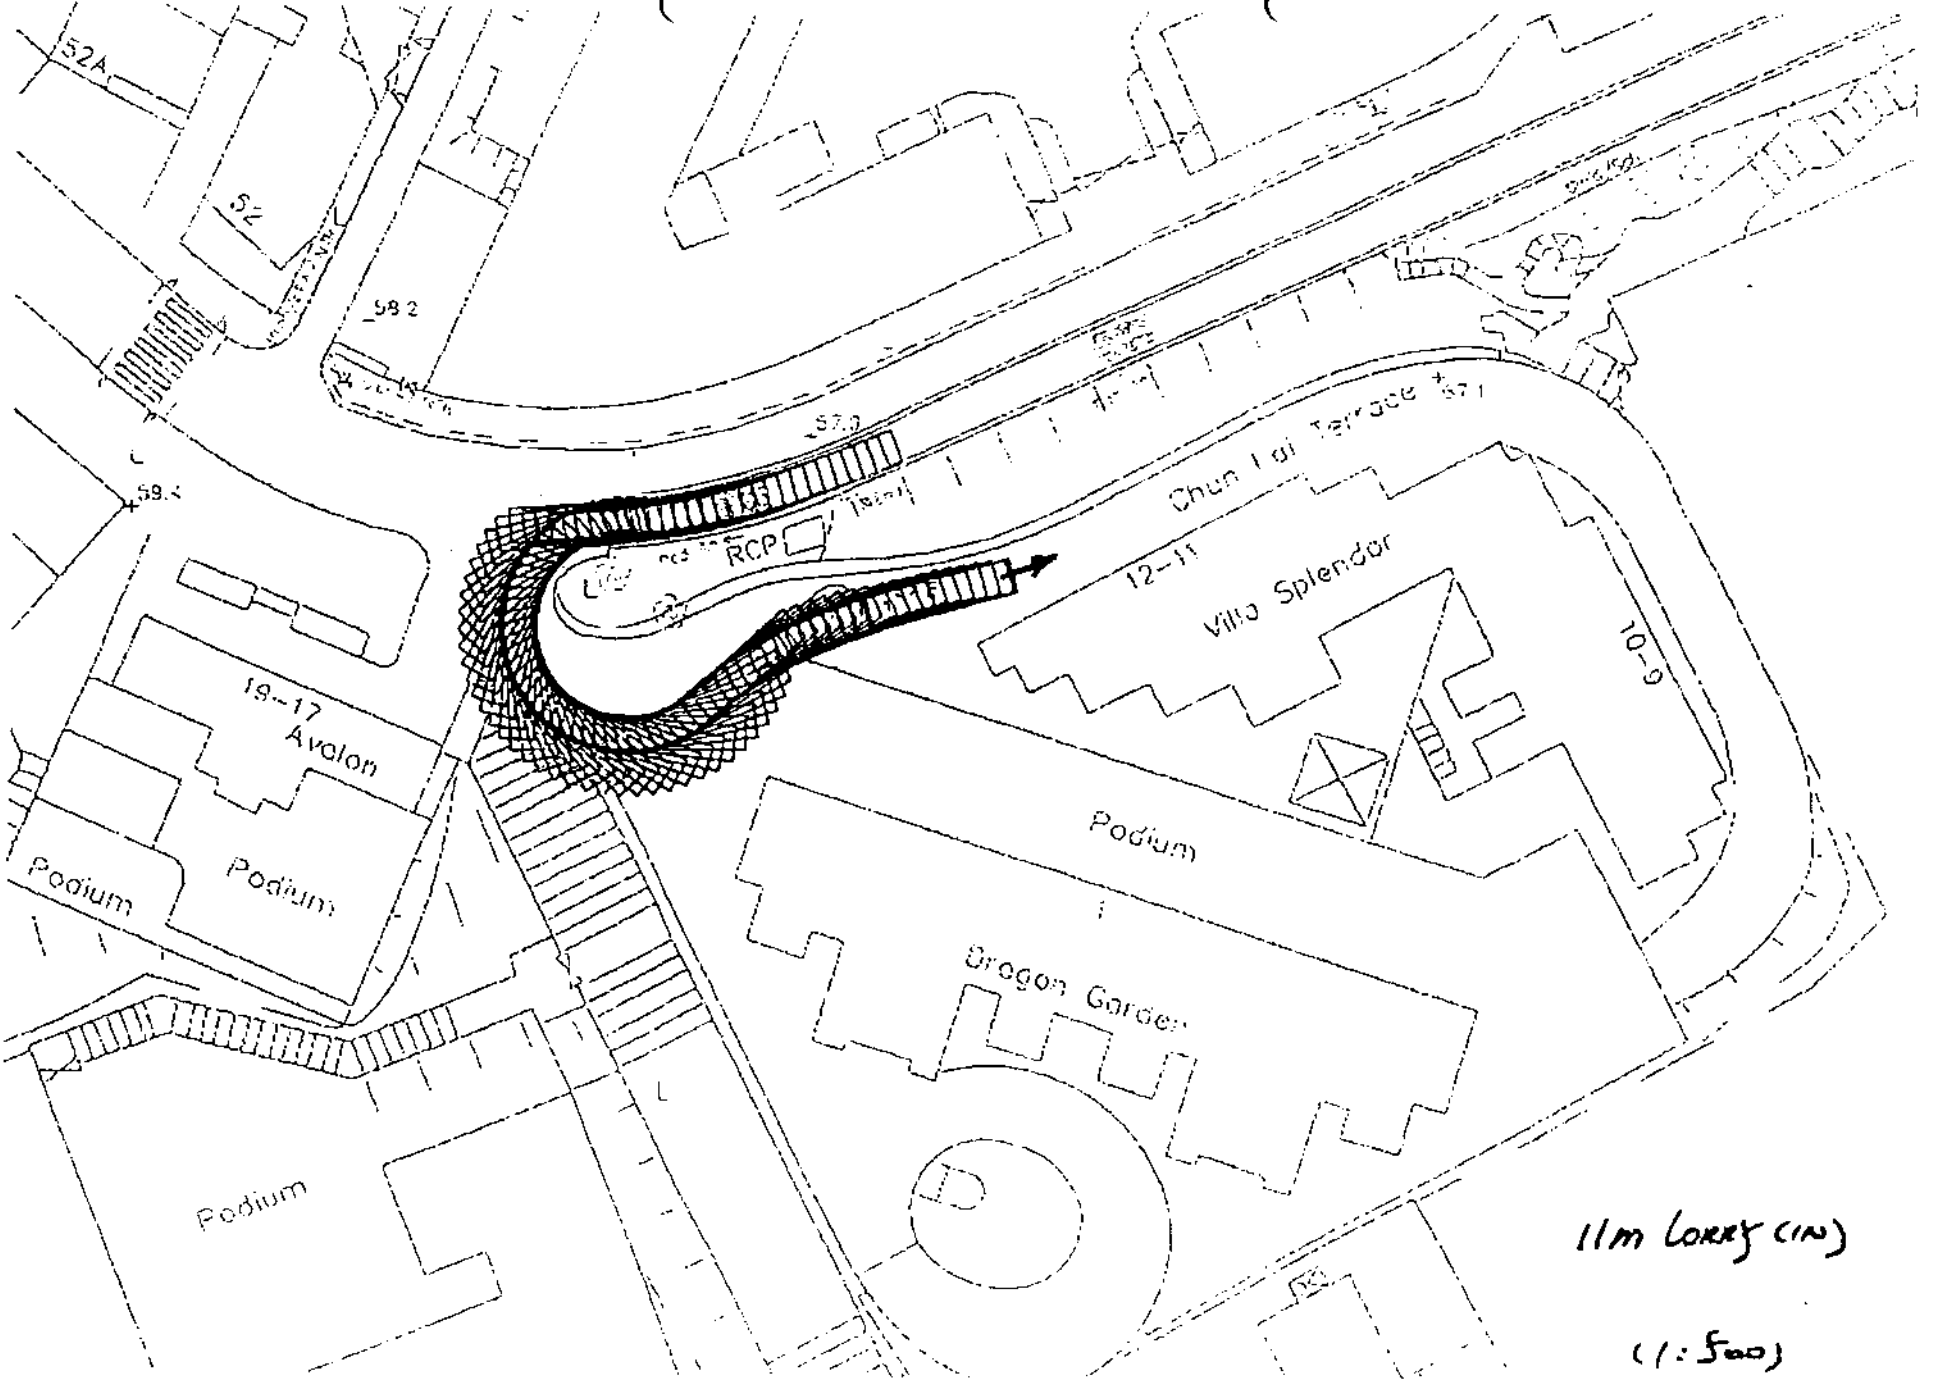 52A
52
58.2
57.9
67.1
Chun Lai Terrace
RCP
12-11
Villa Splendor
10-9
19-17
Avalon
Podium
Podium
Podium
Dragon Garden
Podium
11m LORRY (IN)
(1:500)